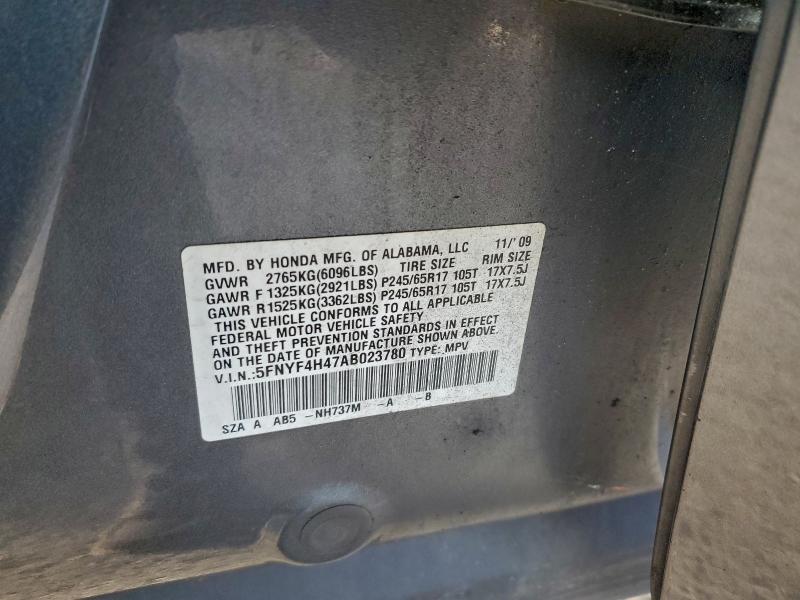 MFD. BY HONDA MFG. OF ALABAMA, LLC 11/'09
GVWR 2765KG(6096LBS) TIRE SIZE RIM SIZE
GAWR F 1325KG(2921LBS) P245/65R17 105T 17X7.5J
GAWR R1525KG(3362LBS) P245/65R17 105T 17X7.5J
THIS VEHICLE CONFORMS TO ALL APPLICABLE
FEDERAL MOTOR VEHICLE SAFETY
AND THEFT PREVENTION STANDARDS IN EFFECT
ON THE DATE OF MANUFACTURE SHOWN ABOVE.
V.I.N.:5FNYF4H47AB023780 TYPE: MPV
SZA A AB5 -NH737M -A -B